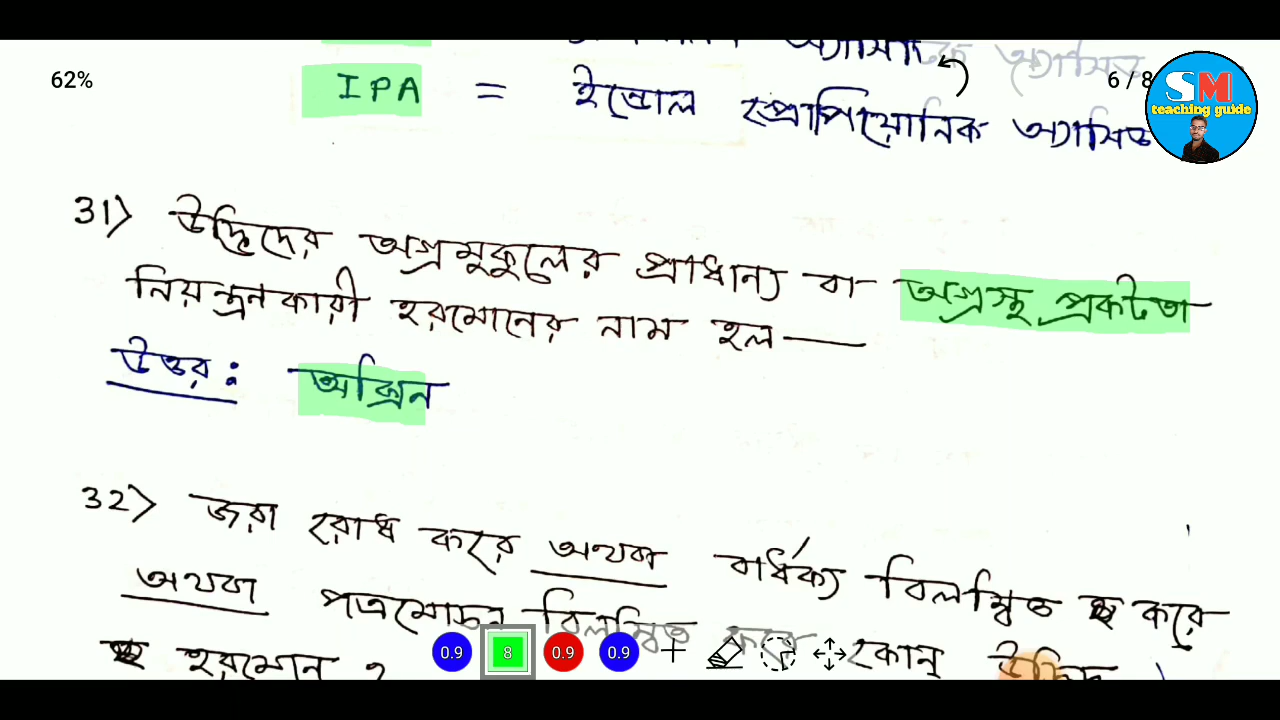 62%
6 / 8
SM
teaching guide
IPA = ইন্ডোল প্রোপিয়োনিক অ্যাসিড
31) উদ্ভিদের অগ্রমুকুলের প্রাধান্য বা অগ্রস্থ প্রকটতা
নিয়ন্ত্রনকারী হরমোনের নাম হল —
উত্তর: অক্সিন
32) জরা রোধ করে অথবা বার্ধক্য বিলম্বিত করে
অথবা পত্রমোচন বিলম্বিত করে কোন্ উদ্ভিদ
হরমোন ?
0.9 8 0.9 0.9